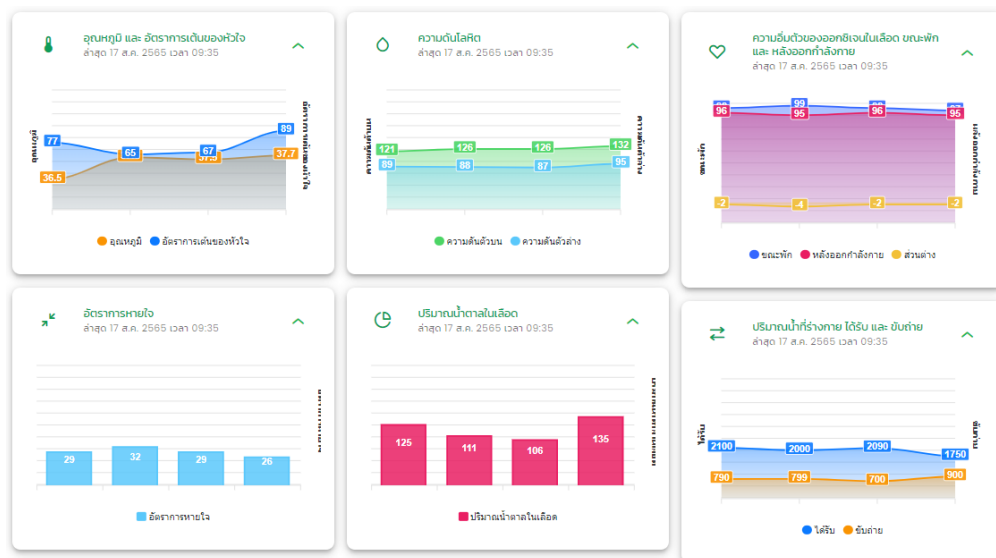 อุณหภูมิ และ อัตราการเต้นของหัวใจ
ล่าสุด 17 ส.ค. 2565 เวลา 09:35
77
65
67
89
36.5
37.7
อุณหภูมิ
อัตราการเต้นของหัวใจ
ความดันโลหิต
ล่าสุด 17 ส.ค. 2565 เวลา 09:35
121
126
126
132
89
88
87
95
ความดันตัวบน
ความดันตัวล่าง
ความอิ่มตัวของออกซิเจนในเลือด ขณะพัก
และ หลังออกกำลังกาย
ล่าสุด 17 ส.ค. 2565 เวลา 09:35
99
96
95
96
95
-2
-4
-2
-2
ขณะพัก
หลังออกกำลังกาย
ส่วนต่าง
อัตราการหายใจ
ล่าสุด 17 ส.ค. 2565 เวลา 09:35
29
32
29
26
อัตราการหายใจ
ปริมาณน้ำตาลในเลือด
ล่าสุด 17 ส.ค. 2565 เวลา 09:35
125
111
106
135
ปริมาณน้ำตาลในเลือด
ปริมาณน้ำที่ร่างกาย ได้รับ และ ขับถ่าย
ล่าสุด 17 ส.ค. 2565 เวลา 09:35
ได้รับ
2100
2000
2090
1750
790
799
700
900
ได้รับ
ขับถ่าย